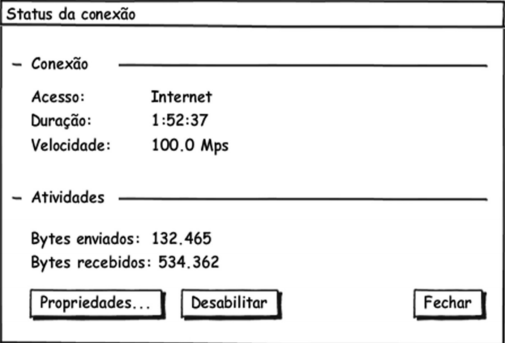 Status da conexão
Conexão
Acesso: Internet
Duração: 1:52:37
Velocidade: 100.0 Mps
Atividades
Bytes enviados: 132.465
Bytes recebidos: 534.362
Propriedades... Desabilitar Fechar